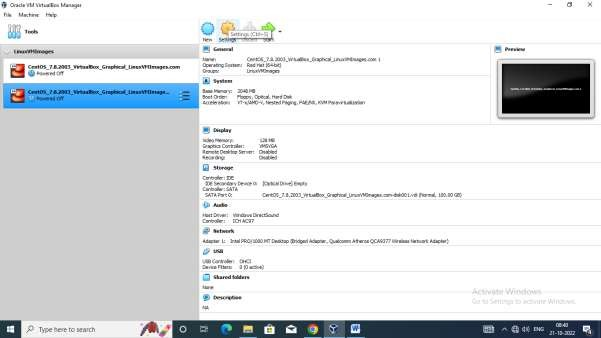 Oracle VM VirtualBox Manager
File Machine Help
Tools
New Settings Start
Settings (Ctrl+S)
LinuxVMImages
CentOS_7.8.2003_VirtualBox_Graphical_LinuxVMImages.com
Powered Off
CentOS_7.8.2003_VirtualBox_Graphical_LinuxVMImage...
Powered Off
General
Name: CentOS_7.8.2003_VirtualBox_Graphical_LinuxVMImages.com 1
Operating System: Red Hat (64-bit)
Groups: LinuxVMImages
Preview
System
Base Memory: 2048 MB
Boot Order: Floppy, Optical, Hard Disk
Acceleration: VT-x/AMD-V, Nested Paging, PAE/NX, KVM Paravirtualization
Display
Video Memory: 128 MB
Graphics Controller: VMSVGA
Remote Desktop Server: Disabled
Recording: Disabled
Storage
Controller: IDE
IDE Secondary Device 0: [Optical Drive] Empty
Controller: SATA
SATA Port 0: CentOS_7.8.2003_VirtualBox_Graphical_LinuxVMImages.com-disk001.vdi (Normal, 100.00 GB)
Audio
Host Driver: Windows DirectSound
Controller: ICH AC97
Network
Adapter 1: Intel PRO/1000 MT Desktop (Bridged Adapter, Qualcomm Atheros QCA9377 Wireless Network Adapter)
USB
USB Controller: OHCI
Device Filters: 0 (0 active)
Shared folders
None
Description
NA
Activate Windows
Go to Settings to activate Windows.
Type here to search
ENG
08:40
21-10-2022